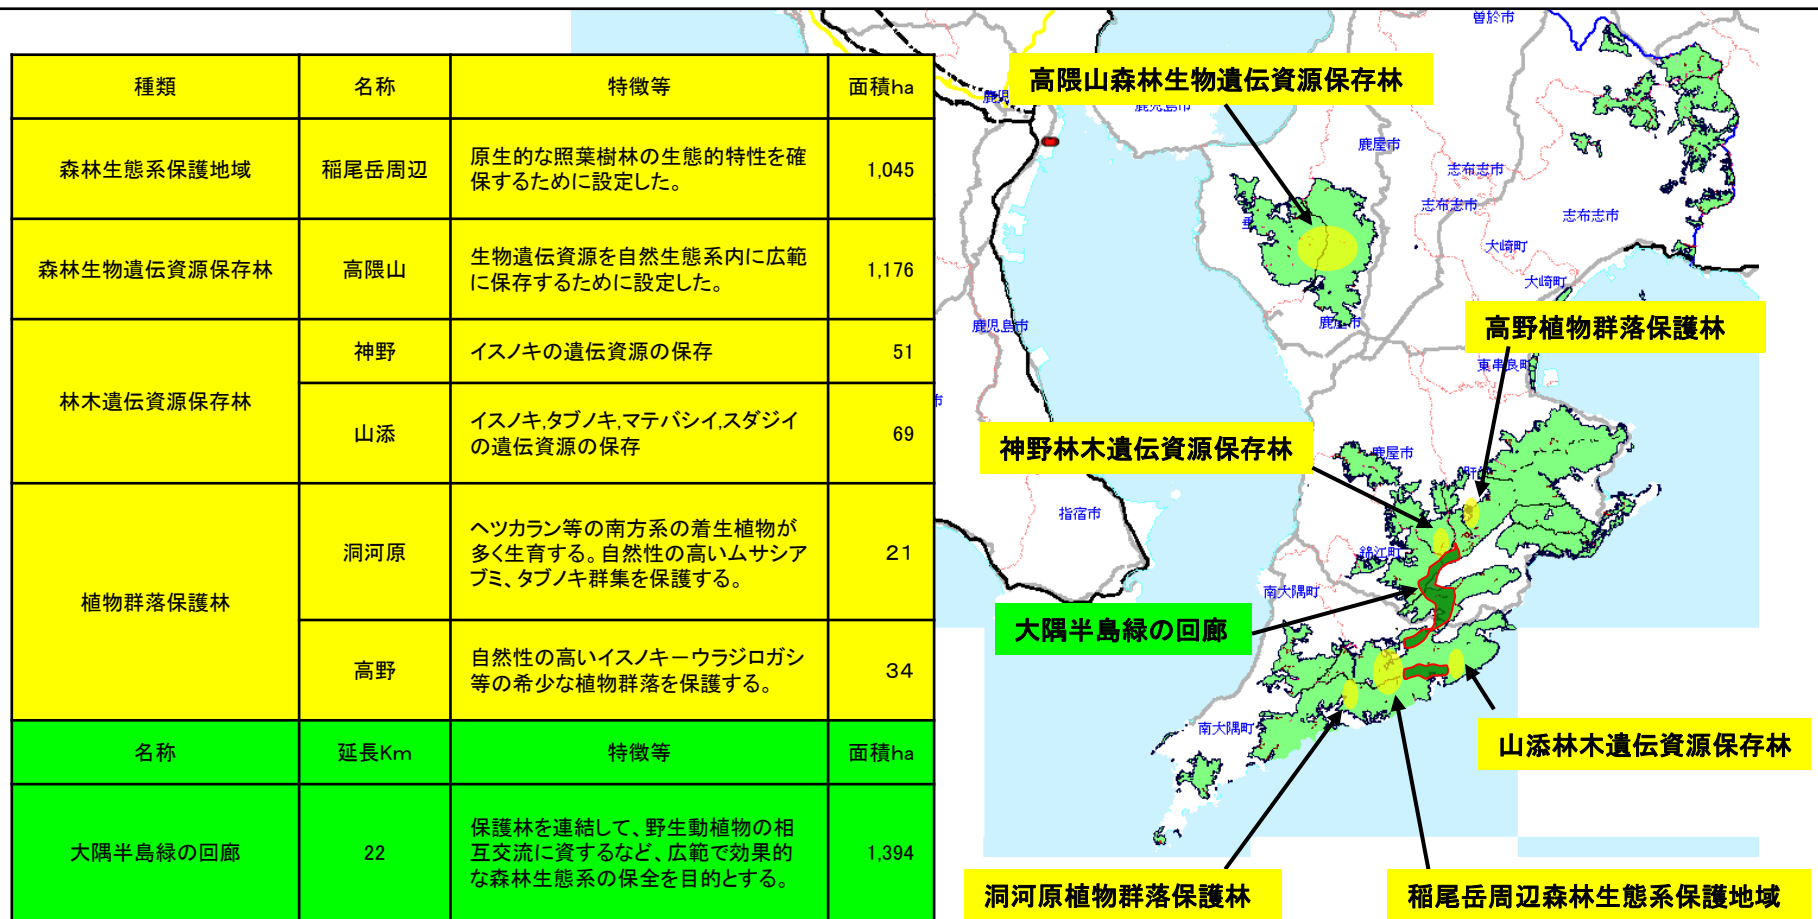 種類 名称 特徴等 面積ha
森林生態系保護地域 稲尾岳周辺 原生的な照葉樹林の生態的特性を確
保するために設定した。 1,045
森林生物遺伝資源保存林 高隈山 生物遺伝資源を自然生態系内に広範
に保存するために設定した。 1,176
林木遺伝資源保存林 神野 イスノキの遺伝資源の保存 51
山添 イスノキ,タブノキ,マテバシイ,スダジイ
の遺伝資源の保存 69
植物群落保護林 洞河原 ヘツカラン等の南方系の着生植物が
多く生育する。自然性の高いムサシア
ブミ、タブノキ群集を保護する。 21
高野 自然性の高いイスノキーウラジロガシ
等の希少な植物群落を保護する。 34
名称 延長Km 特徴等 面積ha
大隅半島緑の回廊 22 保護林を連結して、野生動植物の相
互交流に資するなど、広範で効果的
な森林生態系の保全を目的とする。 1,394
曽於市
高隈山森林生物遺伝資源保存林
鹿児
鹿児島市
鹿屋市
志布志市
志布志市
志布志市
大崎町
大崎町
鹿児島市
鹿屋市
高野植物群落保護林
東串良町
神野林木遺伝資源保存林
鹿屋市
指宿市
錦江町
南大隅町
大隅半島緑の回廊
南大隅町
山添林木遺伝資源保存林
洞河原植物群落保護林
稲尾岳周辺森林生態系保護地域